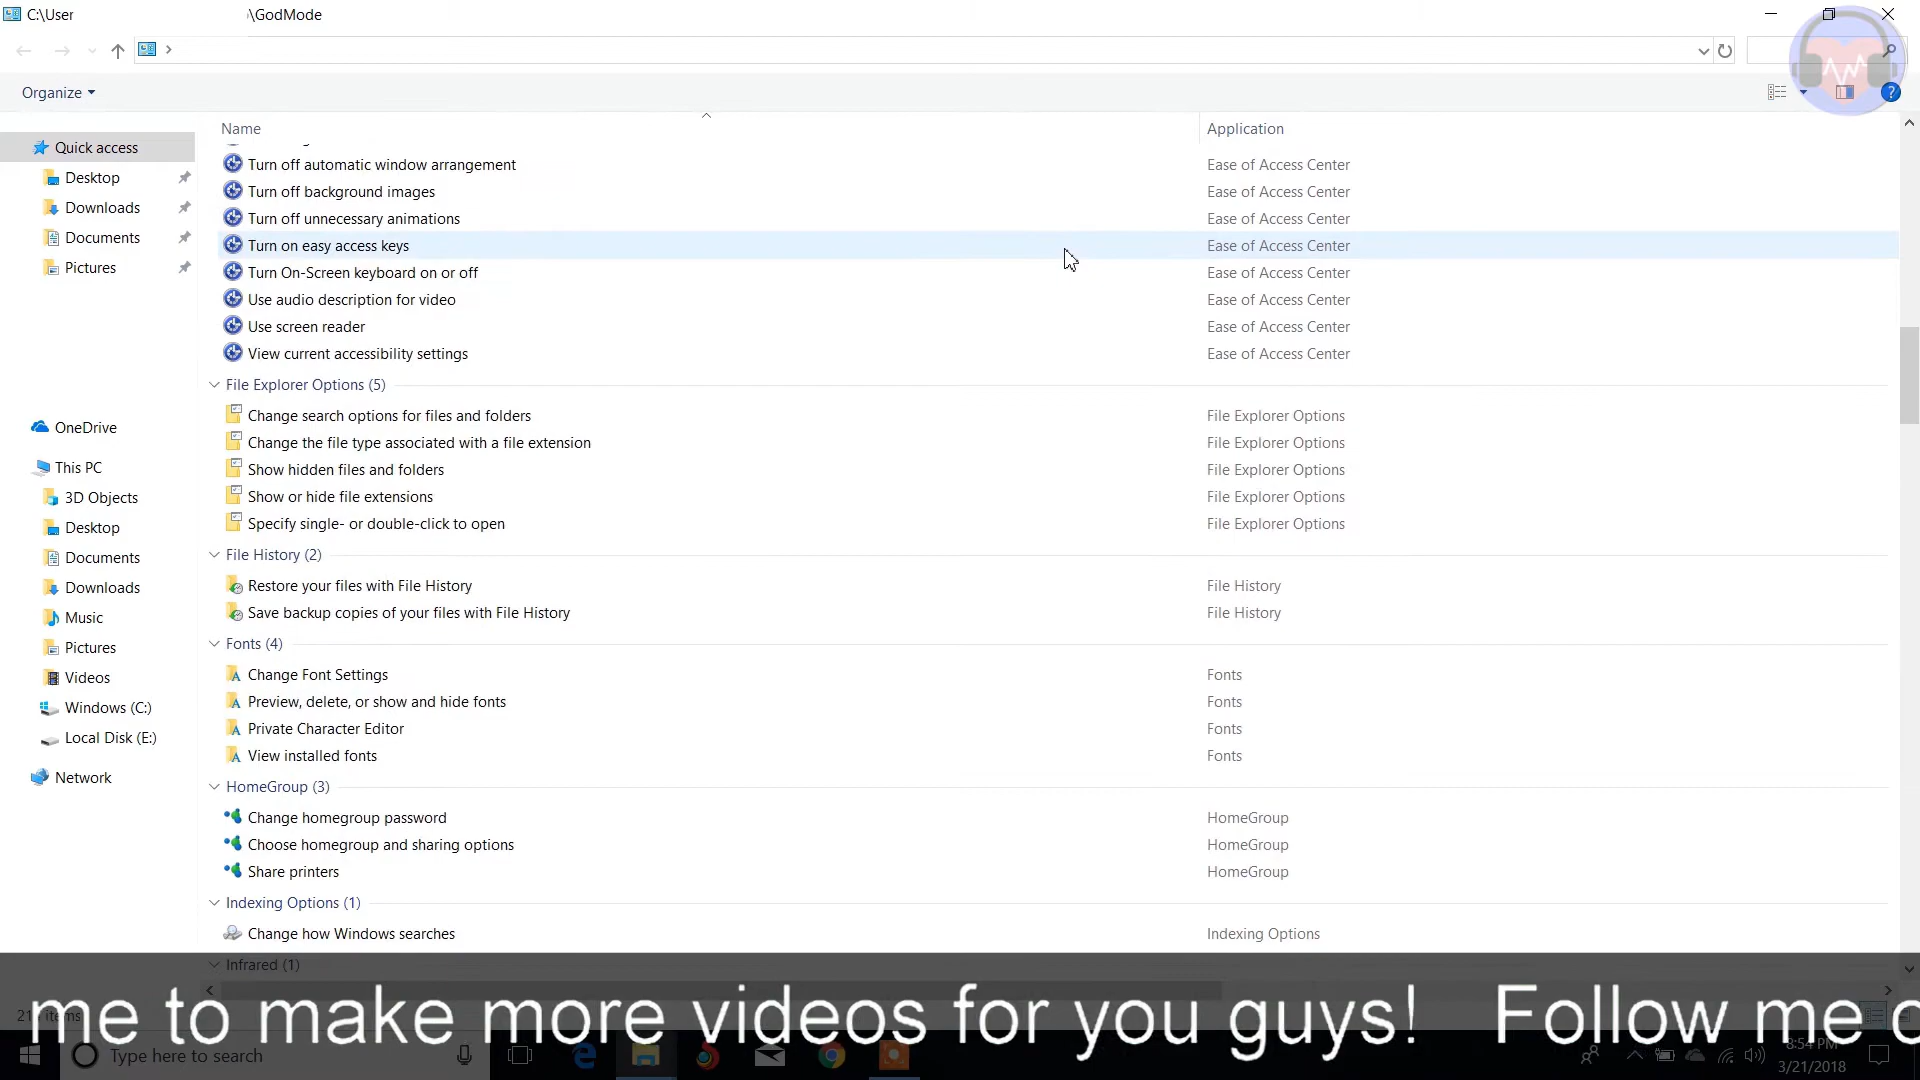 C:\User \GodMode
Organize
Name Application
Quick access
Desktop
Downloads
Documents
Pictures
OneDrive
This PC
3D Objects
Desktop
Documents
Downloads
Music
Pictures
Videos
Windows (C:)
Local Disk (E:)
Network
Turn off automatic window arrangement Ease of Access Center
Turn off background images Ease of Access Center
Turn off unnecessary animations Ease of Access Center
Turn on easy access keys Ease of Access Center
Turn On-Screen keyboard on or off Ease of Access Center
Use audio description for video Ease of Access Center
Use screen reader Ease of Access Center
View current accessibility settings Ease of Access Center
File Explorer Options (5)
Change search options for files and folders File Explorer Options
Change the file type associated with a file extension File Explorer Options
Show hidden files and folders File Explorer Options
Show or hide file extensions File Explorer Options
Specify single- or double-click to open File Explorer Options
File History (2)
Restore your files with File History File History
Save backup copies of your files with File History File History
Fonts (4)
Change Font Settings Fonts
Preview, delete, or show and hide fonts Fonts
Private Character Editor Fonts
View installed fonts Fonts
HomeGroup (3)
Change homegroup password HomeGroup
Choose homegroup and sharing options HomeGroup
Share printers HomeGroup
Indexing Options (1)
Change how Windows searches Indexing Options
Infrared (1)
me to make more videos for you guys! Follow me
items
Type here to search
8:54 PM
3/21/2018